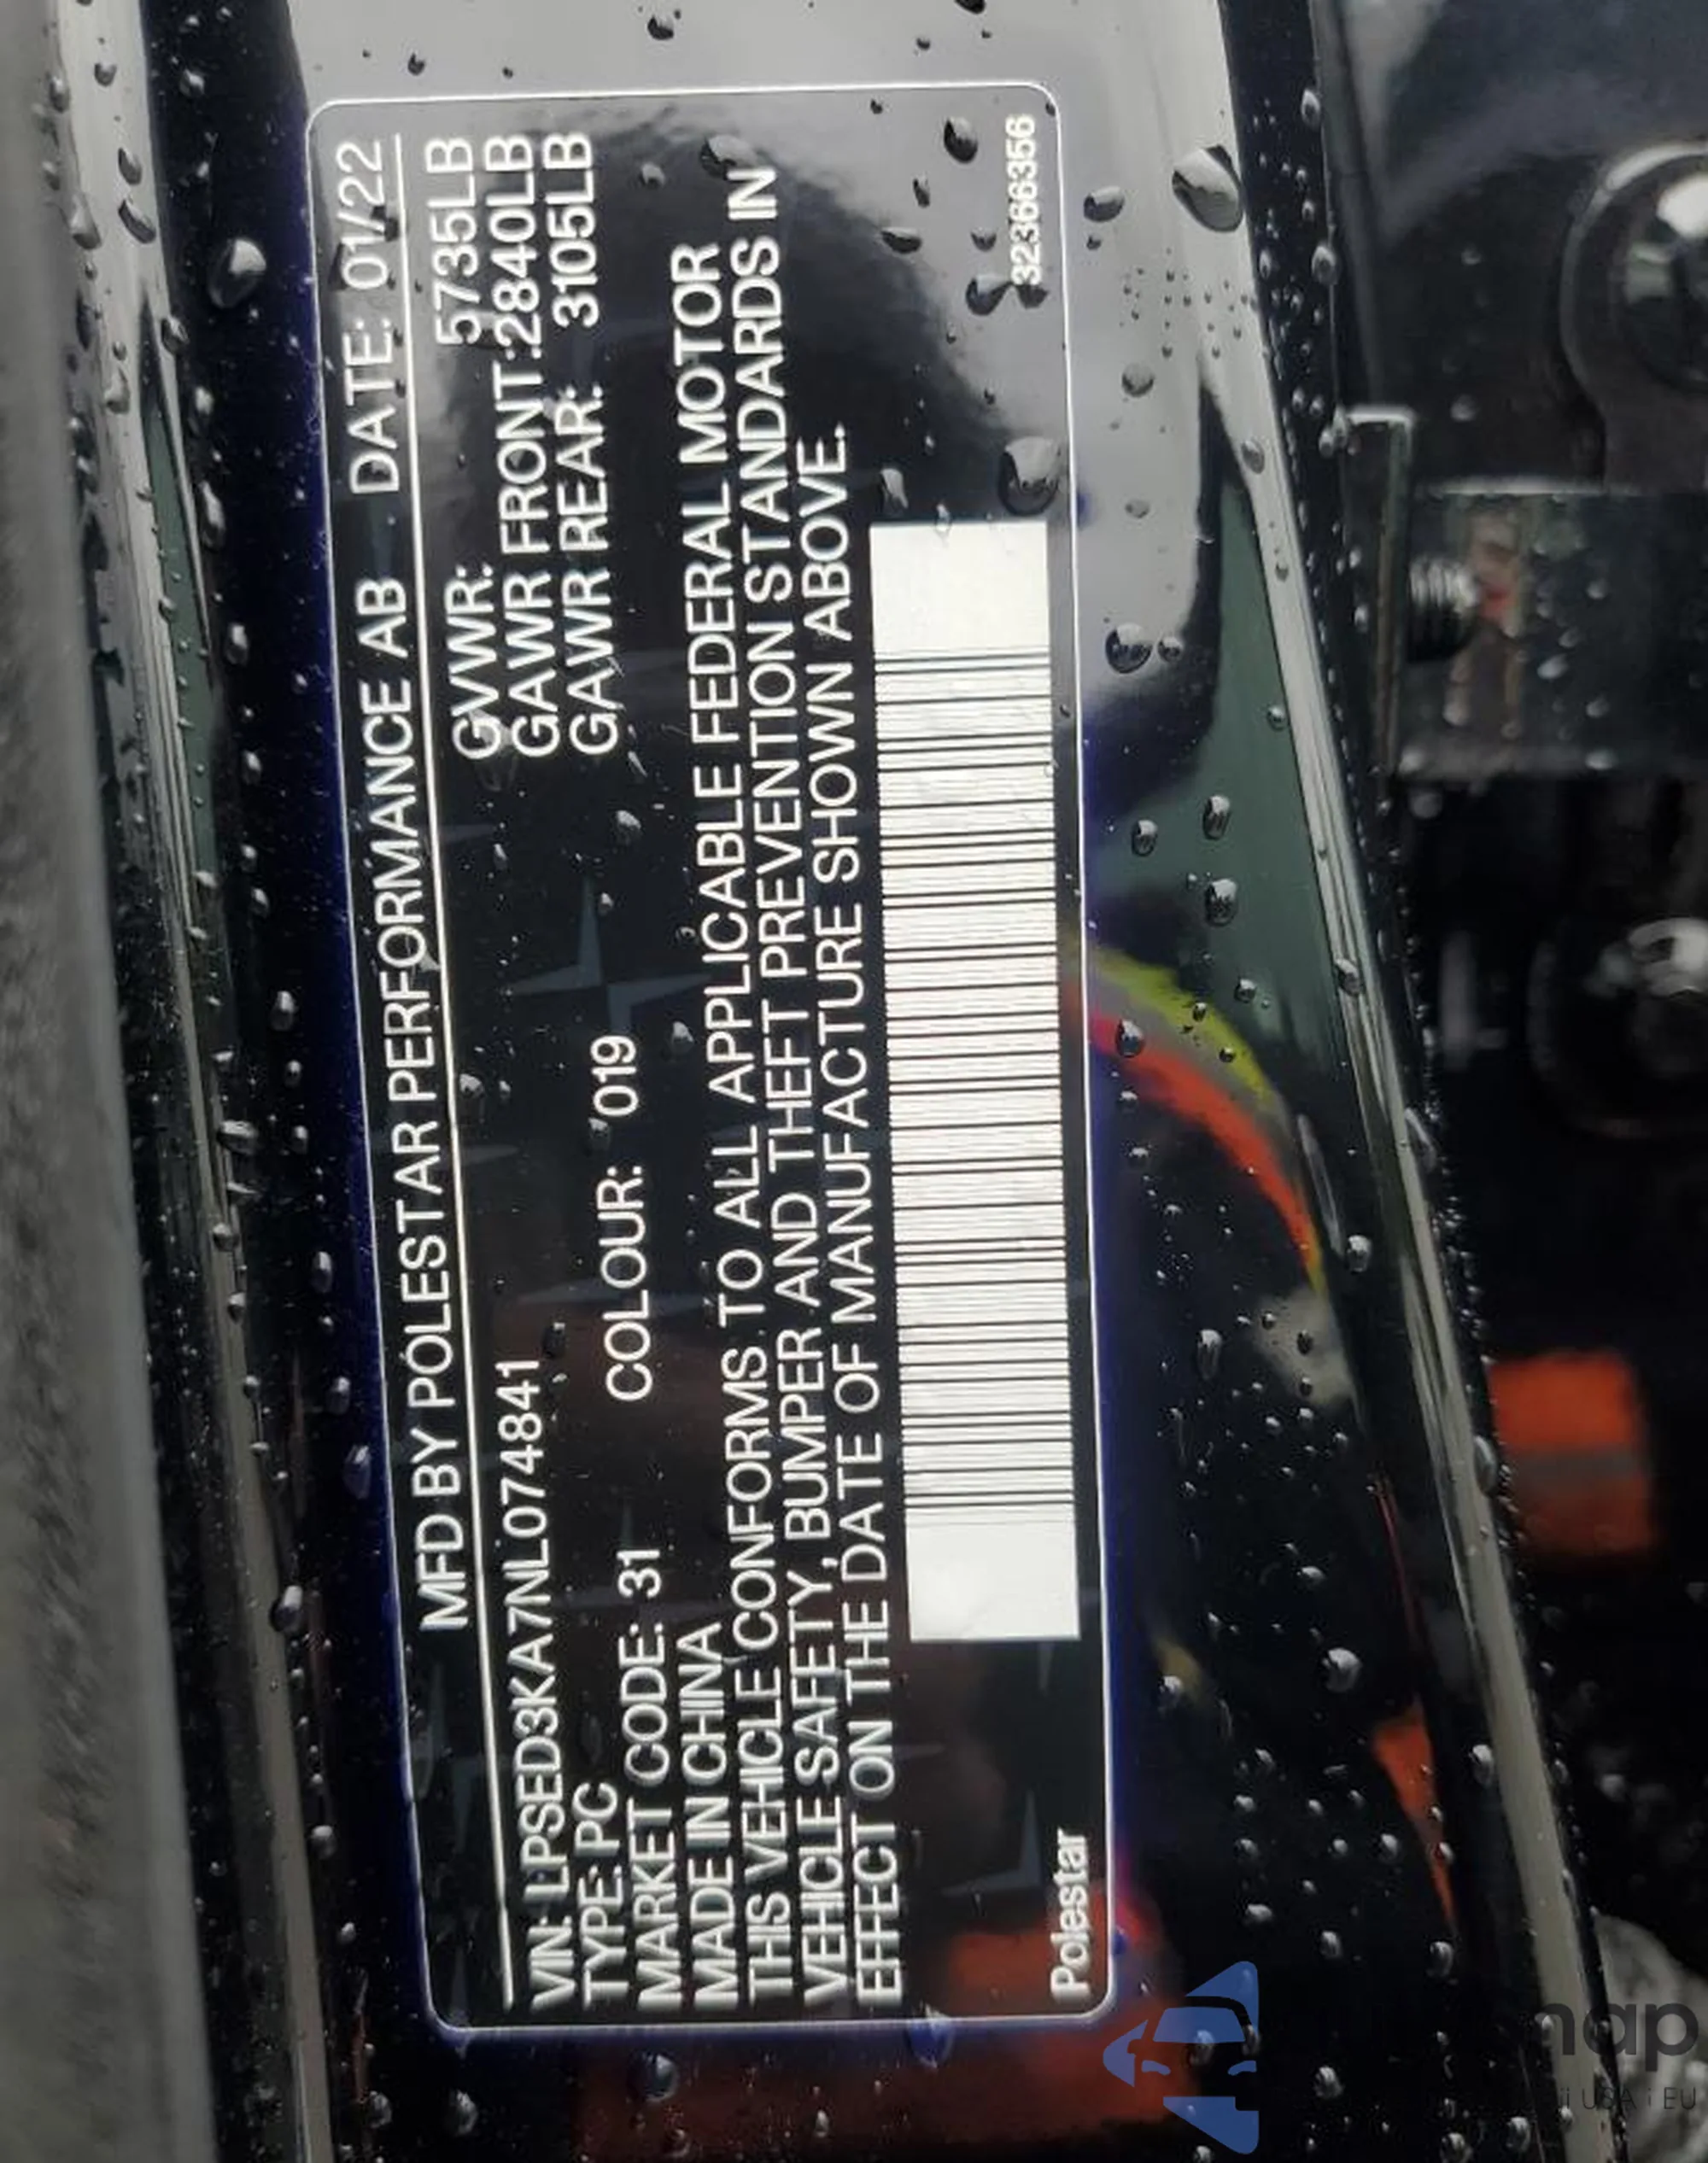 MFD BY POLESTAR PERFORMANCE AB DATE: 01/22
VIN: LPSED3KA7NL074841 GVWR: 5735LB
TYPE: PC GAWR FRONT:2840LB
MARKET CODE: 31 COLOUR: 019 GAWR REAR: 3105LB
MADE IN CHINA
THIS VEHICLE CONFORMS TO ALL APPLICABLE FEDERAL MOTOR
VEHICLE SAFETY, BUMPER AND THEFT PREVENTION STANDARDS IN
EFFECT ON THE DATE OF MANUFACTURE SHOWN ABOVE.
Polestar 32366356
USA i EU